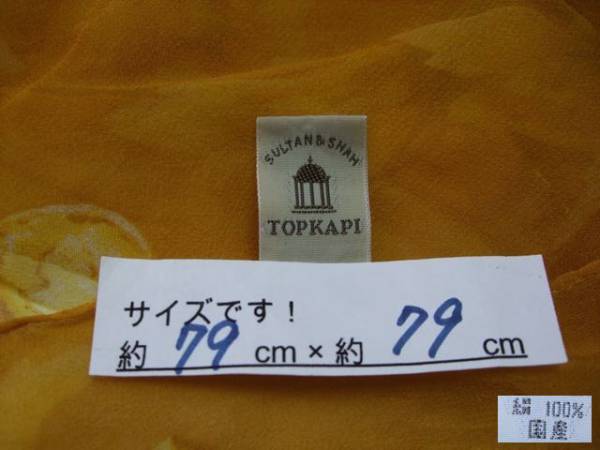 SULTAN & SHAH
TOPKAPI
サイズです！
約 79 cm × 約 79 cm
絹 100%
国産